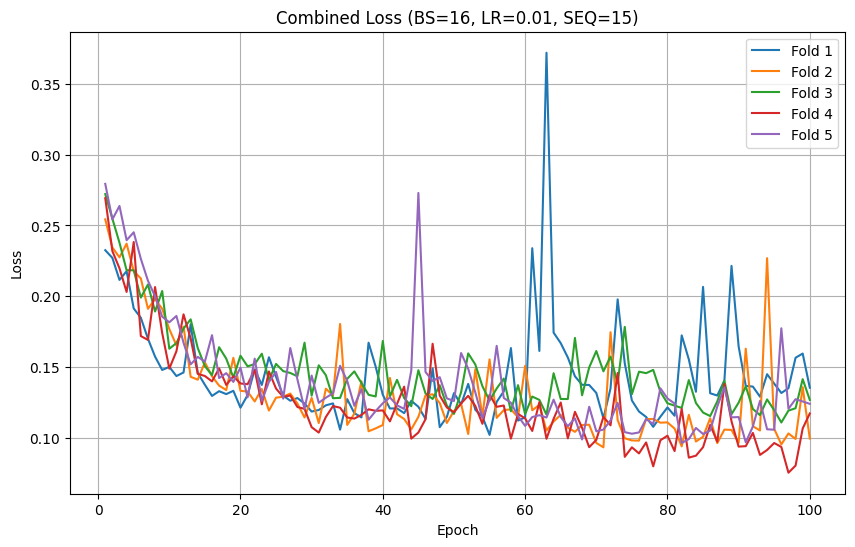 Combined Loss (BS=16, LR=0.01, SEQ=15)
Fold 1
Fold 2
Fold 3
Fold 4
Fold 5
0.35
0.30
0.25
0.20
0.15
0.10
Loss
0
20
40
60
80
100
Epoch